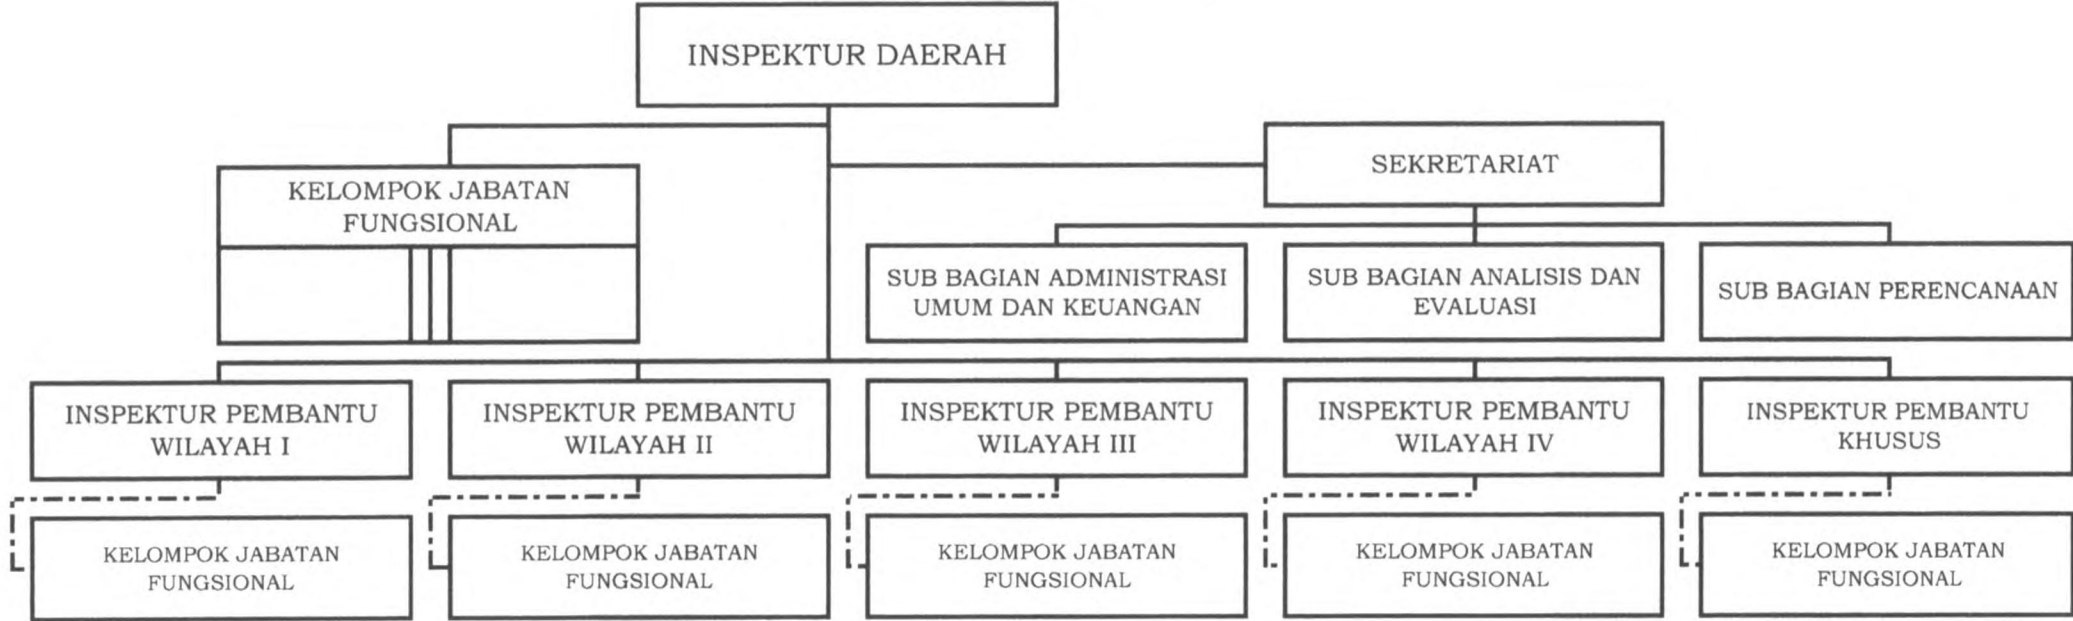 INSPEKTUR DAERAH
SEKRETARIAT
KELOMPOK JABATAN
FUNGSIONAL
SUB BAGIAN ADMINISTRASI
UMUM DAN KEUANGAN
SUB BAGIAN ANALISIS DAN
EVALUASI
SUB BAGIAN PERENCANAAN
INSPEKTUR PEMBANTU
WILAYAH I
INSPEKTUR PEMBANTU
WILAYAH II
INSPEKTUR PEMBANTU
WILAYAH III
INSPEKTUR PEMBANTU
WILAYAH IV
INSPEKTUR PEMBANTU
KHUSUS
KELOMPOK JABATAN
FUNGSIONAL
KELOMPOK JABATAN
FUNGSIONAL
KELOMPOK JABATAN
FUNGSIONAL
KELOMPOK JABATAN
FUNGSIONAL
KELOMPOK JABATAN
FUNGSIONAL